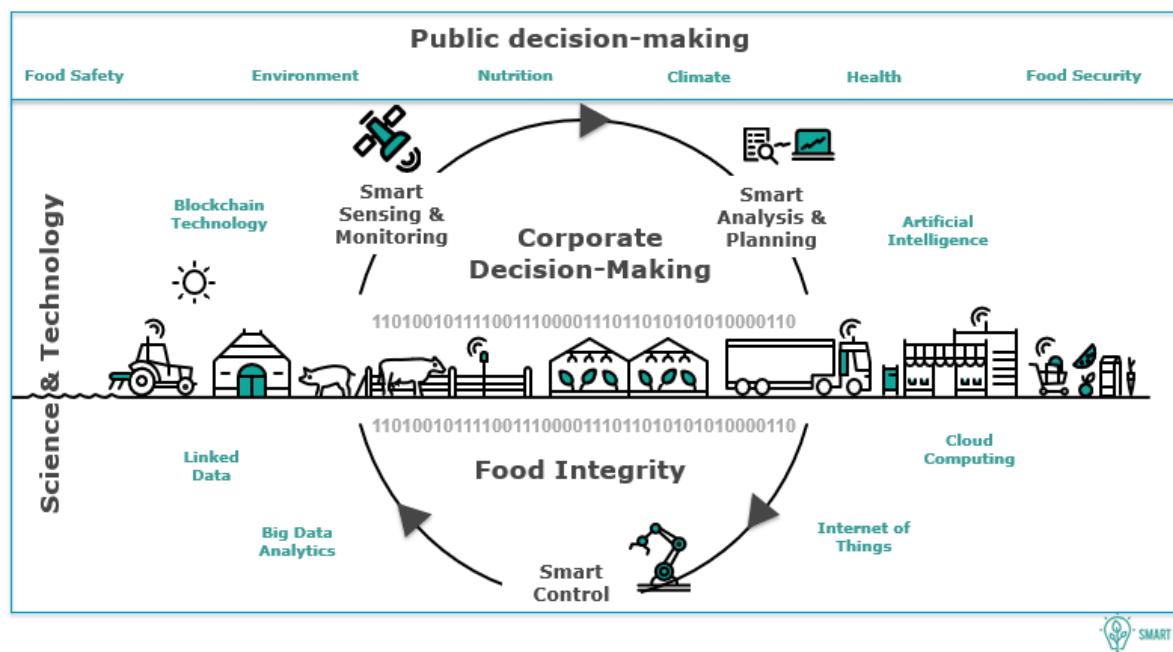 Public decision-making
Food Safety
Environment
Nutrition
Climate
Health
Food Security
Science & Technology
Smart
Sensing &
Monitoring
Smart
Analysis &
Planning
Blockchain
Technology
Artificial
Intelligence
Corporate
Decision-Making
110100101111001110000111011010101010000110
110100101111001110000111011010101010000110
Food Integrity
Linked
Data
Cloud
Computing
Big Data
Analytics
Internet of
Things
Smart
Control
SMART